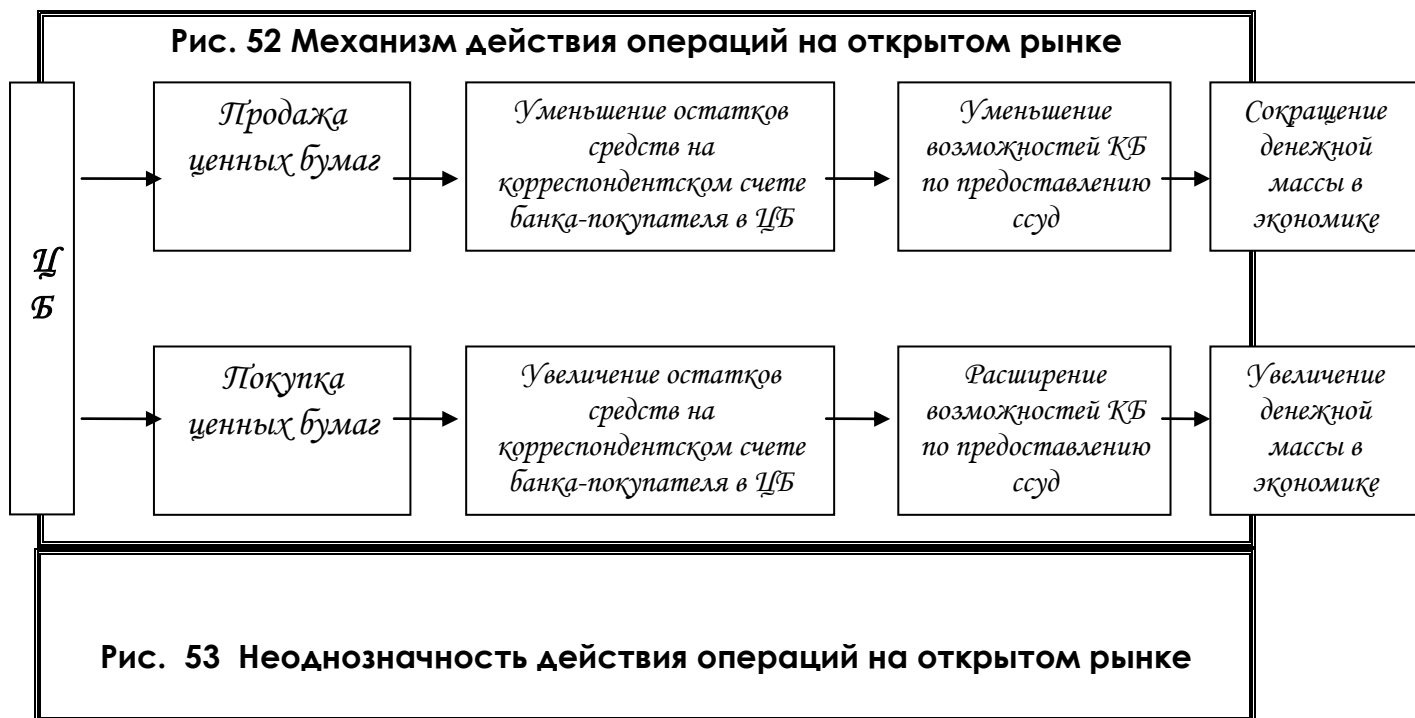 Рис. 52 Механизм действия операций на открытом рынке
Ц
Б
Продажа
ценных бумаг
Уменьшение остатков
средств на
корреспондентском счете
банка-покупателя в ЦБ
Уменьшение
возможностей КБ
по предоставлению
ссуд
Сокращение
денежной
массы в
экономике
Покупка
ценных бумаг
Увеличение остатков
средств на
корреспондентском счете
банка-покупателя в ЦБ
Расширение
возможностей КБ
по предоставлению
ссуд
Увеличение
денежной
массы в
экономике
Рис. 53 Неоднозначность действия операций на открытом рынке